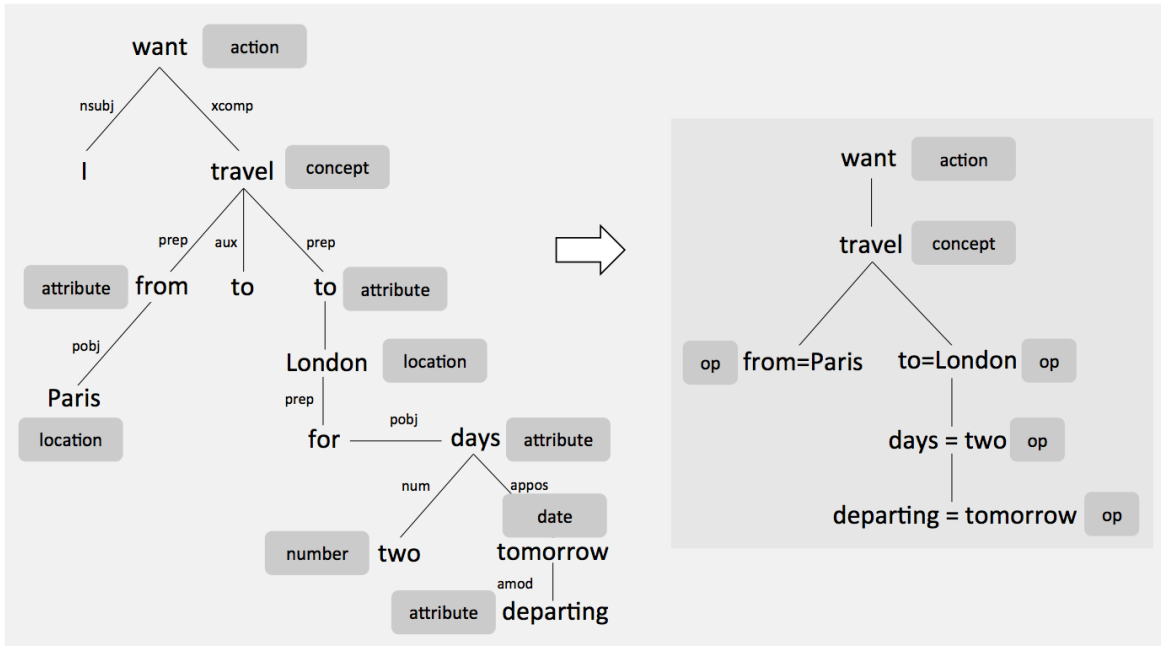 want action
nsubj xcomp
I travel concept
prep aux prep
attribute from to to attribute
pobj London location
Paris prep
location for pobj days attribute
num appos
date
number two tomorrow
amod
attribute departing
want action
travel concept
op from=Paris to=London op
days = two op
departing = tomorrow op